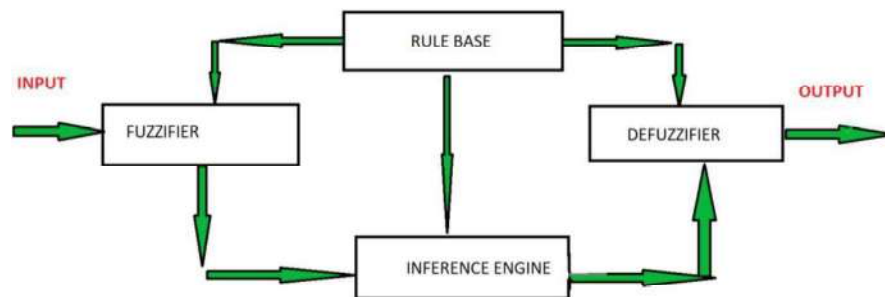 RULE BASE
INPUT
OUTPUT
FUZZIFIER
DEFUZZIFIER
INFERENCE ENGINE